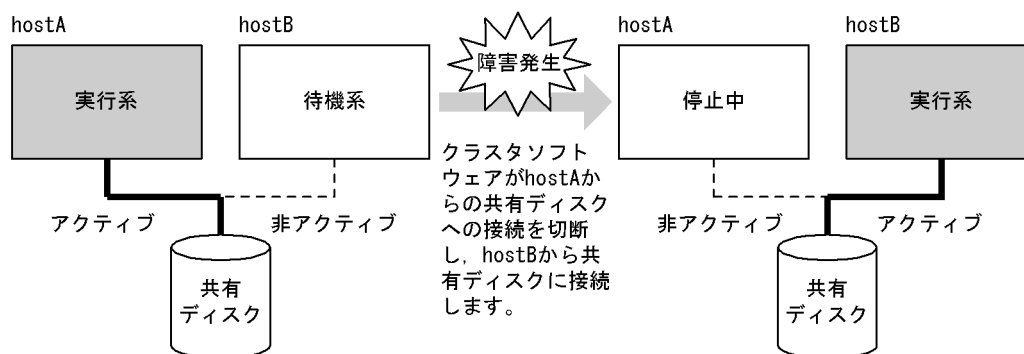 hostA
hostB
実行系
待機系
アクティブ
非アクティブ
共有
ディスク
障害発生
クラスタソフト
ウェアがhostAか
らの共有ディスク
への接続を切断
し，hostBから共
有ディスクに接続
します。
hostA
hostB
停止中
実行系
非アクティブ
アクティブ
共有
ディスク